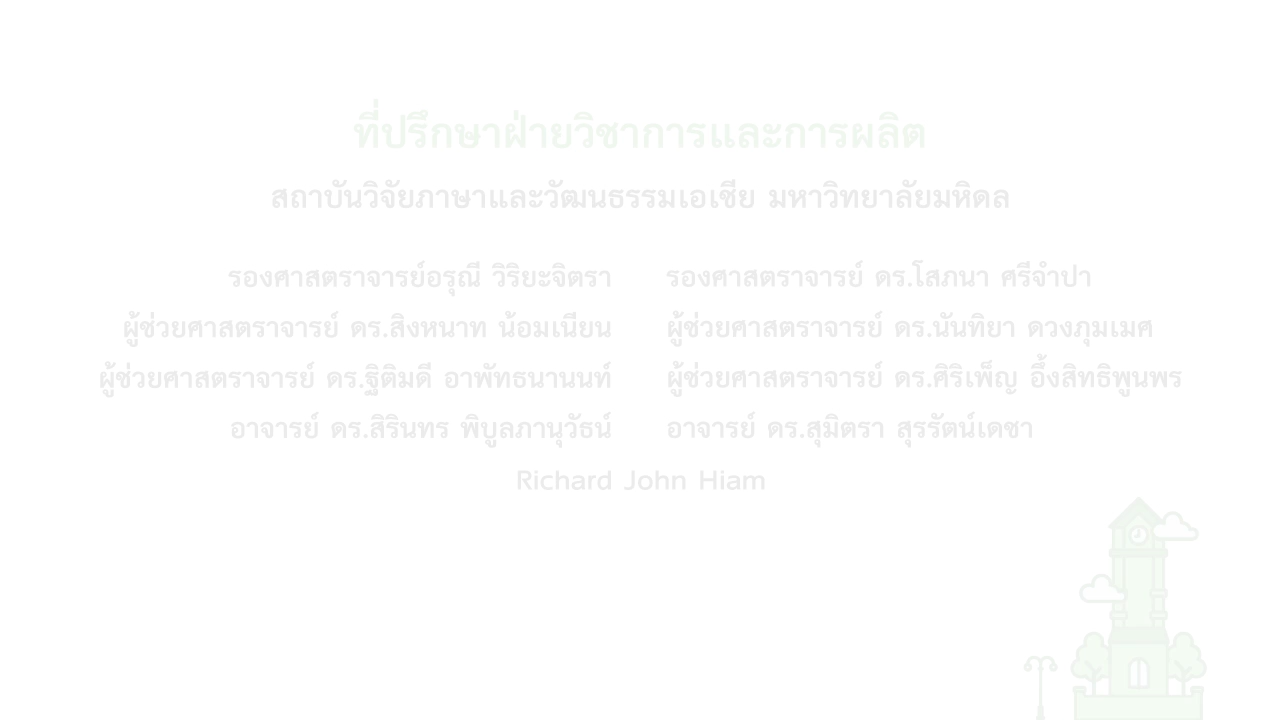 ที่ปรึกษาฝ่ายวิชาการและการผลิต
สถาบันวิจัยภาษาและวัฒนธรรมเอเชีย มหาวิทยาลัยมหิดล
รองศาสตราจารย์อรุณี วิริยะจิตรา รองศาสตราจารย์ ดร.โสภนา ศรีจำปา
ผู้ช่วยศาสตราจารย์ ดร.สิงหนาท น้อมเนียน ผู้ช่วยศาสตราจารย์ ดร.นันทิยา ดวงภุมเมศ
ผู้ช่วยศาสตราจารย์ ดร.ฐิติมดี อาพัทธนานนท์ ผู้ช่วยศาสตราจารย์ ดร.ศิริเพ็ญ อึ้งสิทธิพูนพร
อาจารย์ ดร.สิรินทร พิบูลภานุวัธน์ อาจารย์ ดร.สุมิตรา สุรรัตน์เดชา
Richard John Hiam